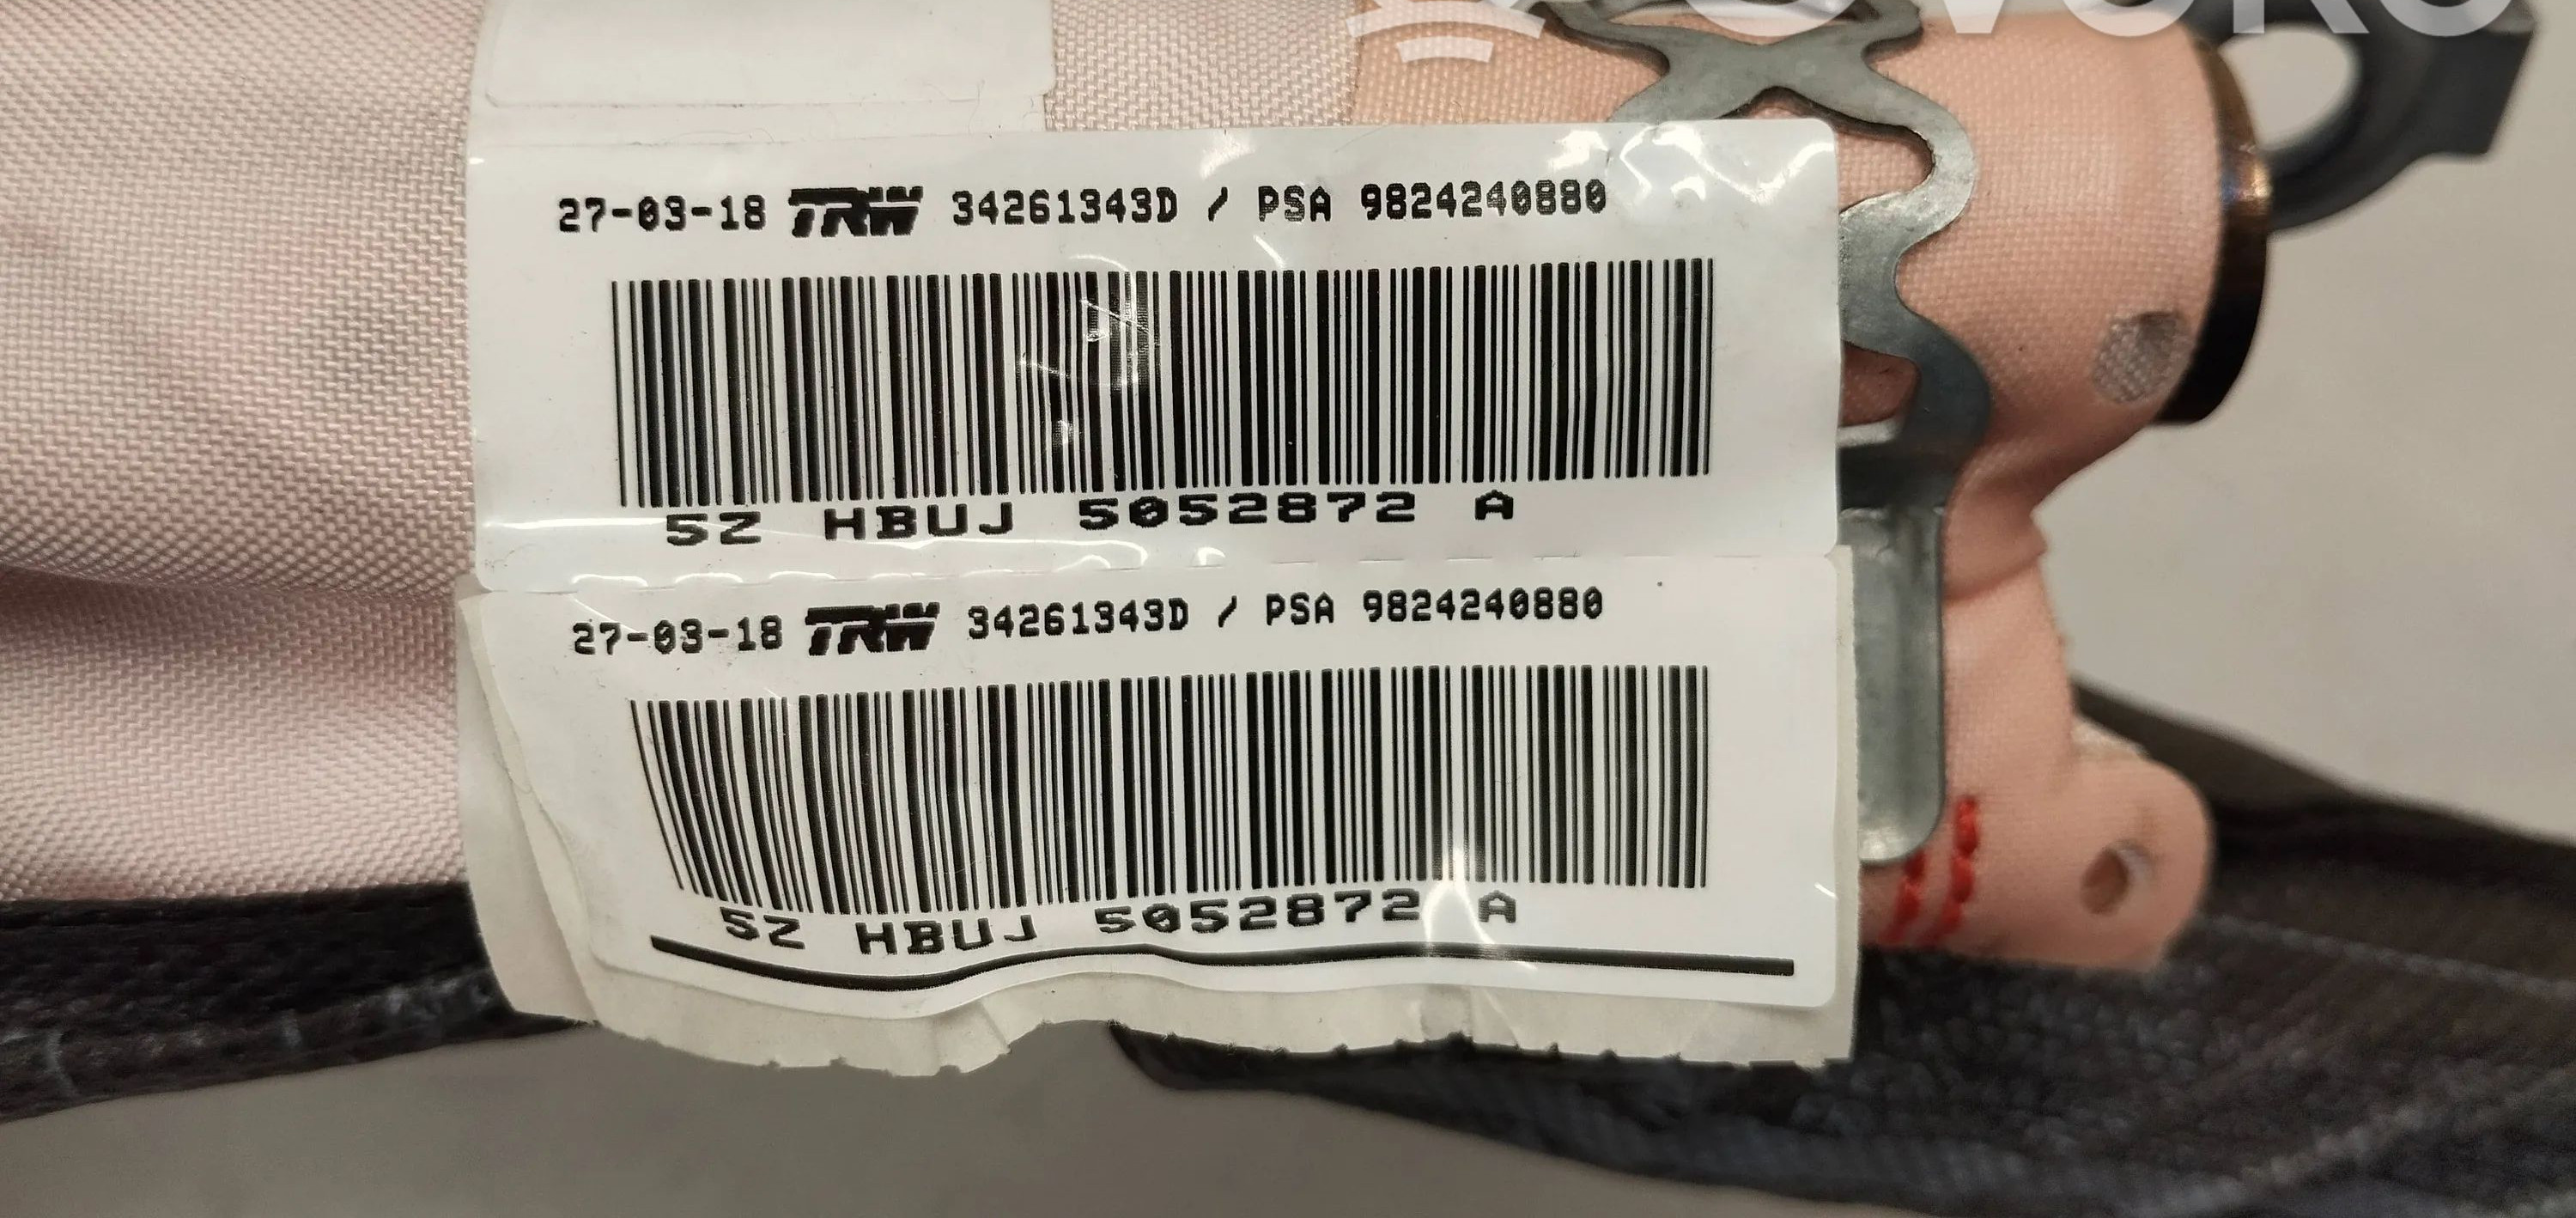 OVOKO
27-03-18 TRW 34261343D / PSA 9824240880
5Z HBUJ 5052872 A
27-03-18 TRW 34261343D / PSA 9824240880
5Z HBUJ 5052872 A